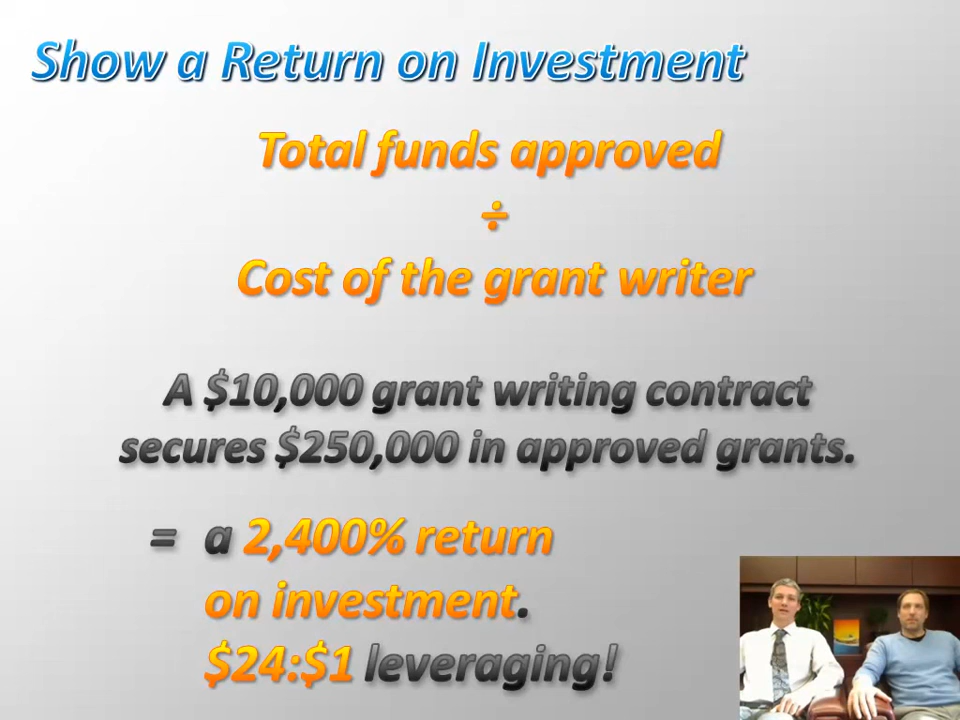 Show a Return on Investment
Total funds approved
÷
Cost of the grant writer
A $10,000 grant writing contract
secures $250,000 in approved grants.
= a 2,400% return
on investment.
$24:$1 leveraging!